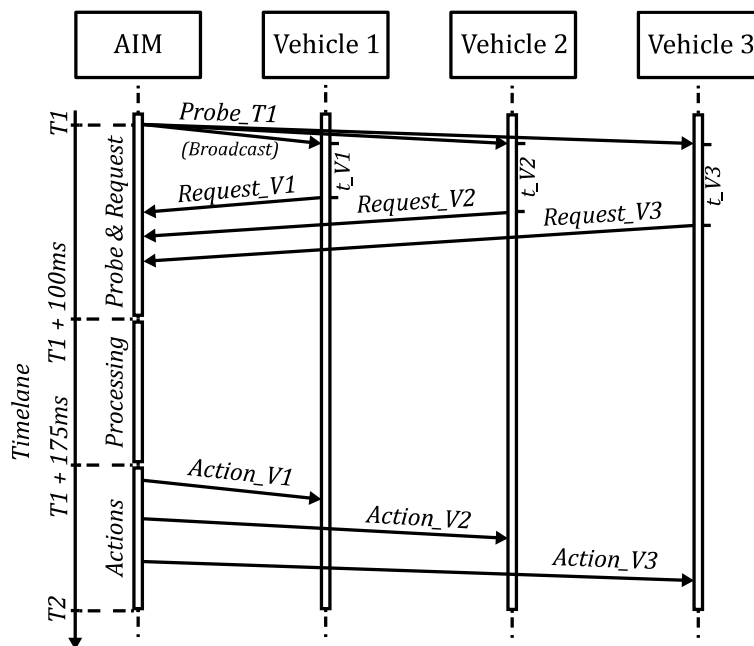 AIM
Vehicle 1
Vehicle 2
Vehicle 3
T1
Probe_T1
(Broadcast)
t_V1
t_V2
t_V3
Probe & Request
Request_V1
Request_V2
Request_V3
T1 + 100ms
Timelane
Processing
T1 + 175ms
Action_V1
Action_V2
Action_V3
Actions
T2